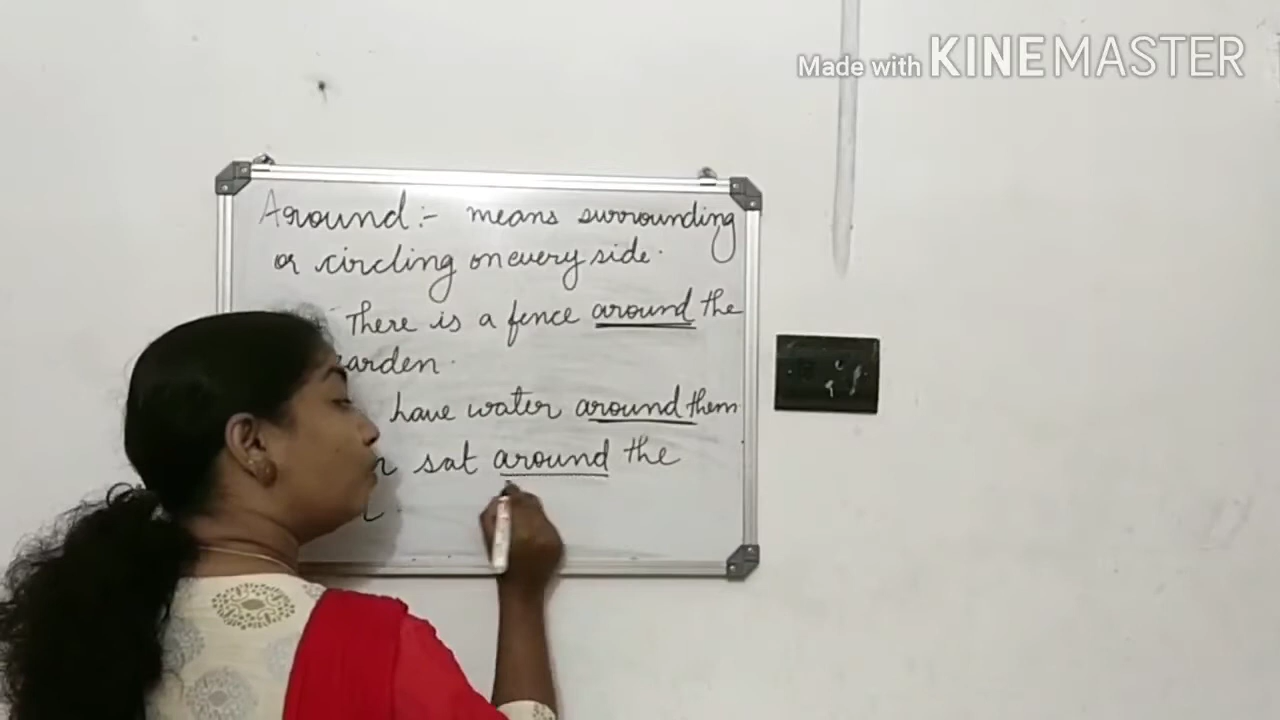 Made with KINEMASTER
Around:- means surrounding
or circling on every side.
There is a fence around the
garden.
have water around them
sat around the